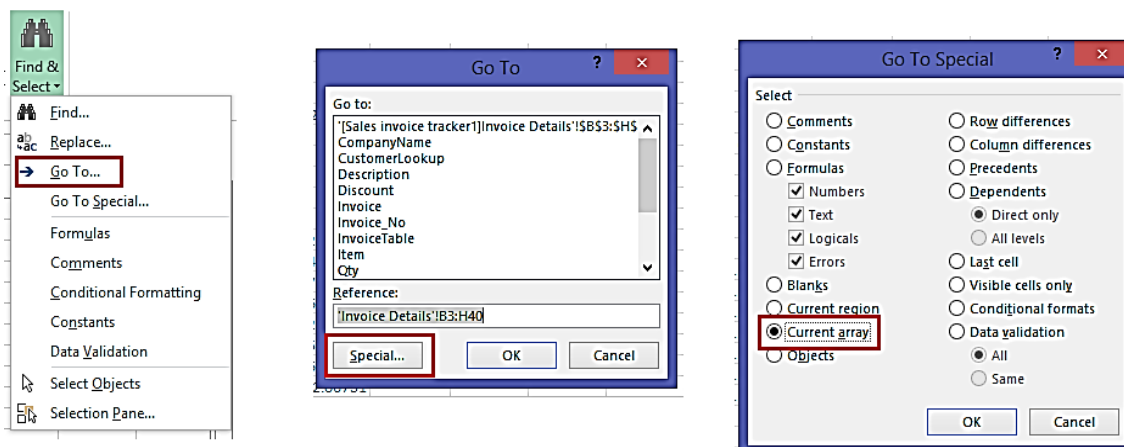 Find &
Select
Find...
Replace...
Go To...
Go To Special...
Formulas
Comments
Conditional Formatting
Constants
Data Validation
Select Objects
Selection Pane...
Go To
?
×
Go to:
'[Sales invoice tracker1]Invoice Details'!$B$3:$H$
CompanyName
CustomerLookup
Description
Discount
Invoice
Invoice_No
InvoiceTable
Item
Qty
Reference:
'Invoice Details'!B3:H40
Special...
OK
Cancel
Go To Special
?
×
Select
Comments
Constants
Formulas
Numbers
Text
Logicals
Errors
Blanks
Current region
Current array
Objects
Row differences
Column differences
Precedents
Dependents
Direct only
All levels
Last cell
Visible cells only
Conditional formats
Data validation
All
Same
OK
Cancel